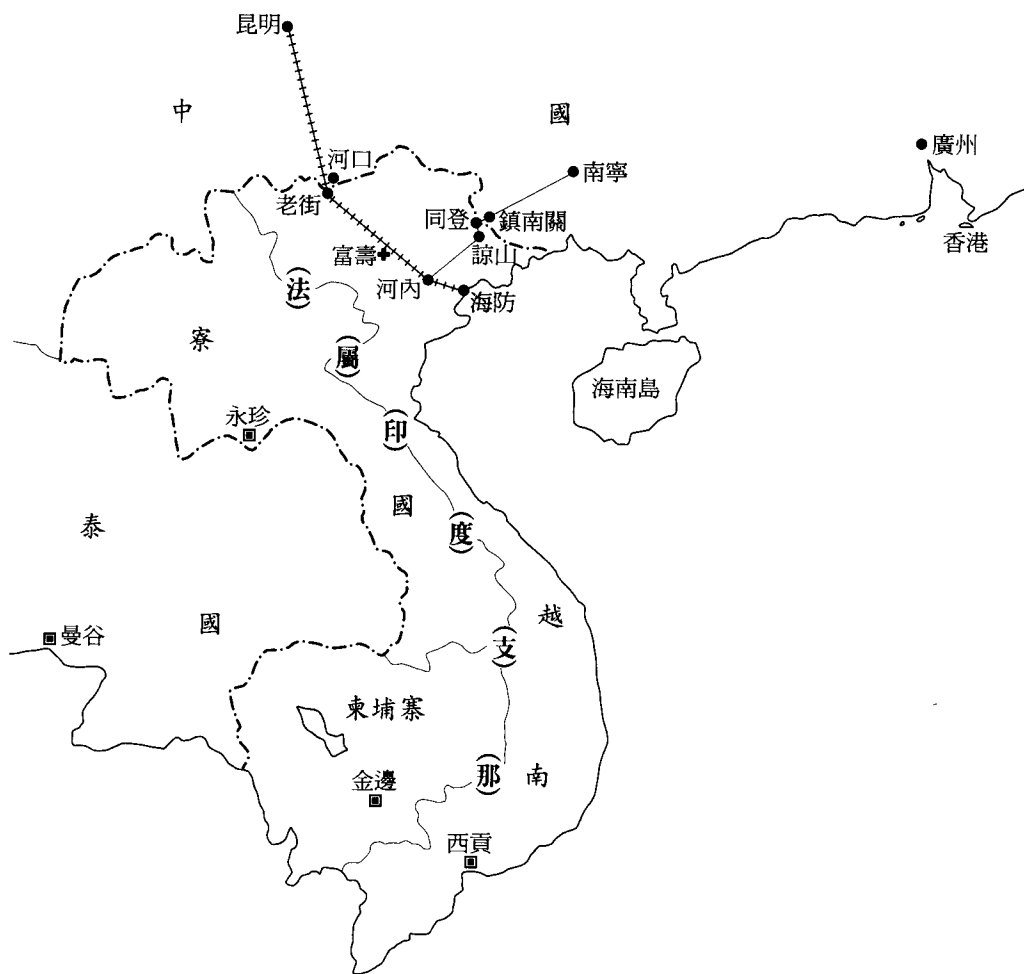 昆明
中
國
廣州
河口
南寧
老街
同登
鎮南關
富壽
諒山
香港
河內
海防
(法)
寮
(屬)
海南島
永珍
(印)
國
泰
(度)
越
國
曼谷
(支)
柬埔寨
(那)
南
金邊
西貢